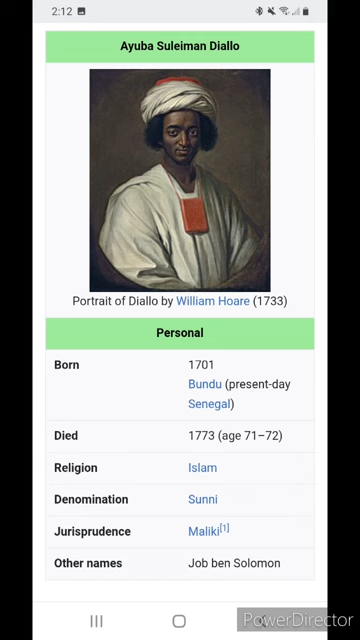 2:12
Ayuba Suleiman Diallo
Portrait of Diallo by William Hoare (1733)
Personal
Born 1701
Bundu (present-day
Senegal)
Died 1773 (age 71–72)
Religion Islam
Denomination Sunni
Jurisprudence Maliki[1]
Other names Job ben Solomon
PowerDirector